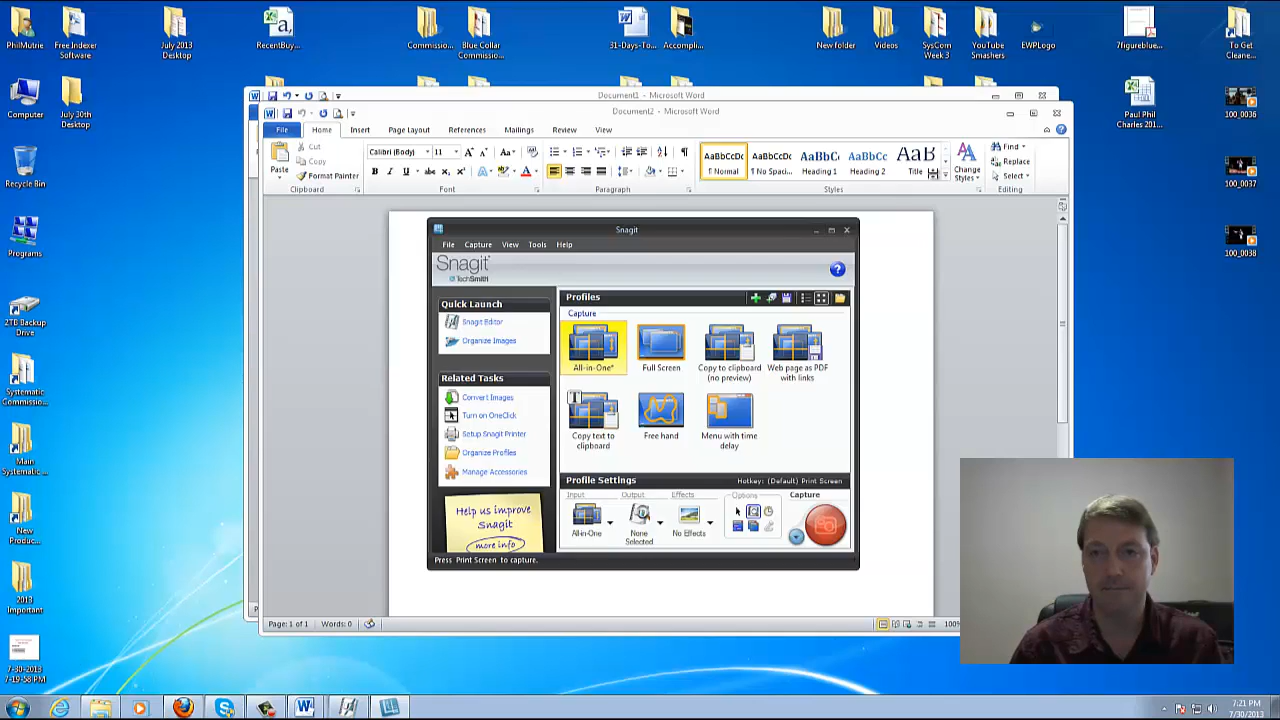 PhilMutrie
Free Indexer
Software
July 2013
Desktop
RecentBuy...
Commissio...
Blue Collar
Commissio...
31-Days-To...
Accompli...
New folder
Videos
SysCom
Week 3
YouTube
Smashers
EWPLogo
7figureblue...
To Get
Cleane...
Computer
July 30th
Desktop
Paul Phil
Charles 201...
100_0036
Recycle Bin
100_0037
Programs
100_0038
2TB Backup
Drive
Systematic
Commissio...
Main
Systematic...
New
Produc...
2013
Important
7-30-2013
7-19-58 PM
Document1 - Microsoft Word
Document2 - Microsoft Word
File Home Insert Page Layout References Mailings Review View
Paste
Cut
Copy
Format Painter
Clipboard
Calibri (Body) 11
Font
Paragraph
AaBbCcDc AaBbCcDc AaBbC AaBbCc AaB
¶ Normal ¶ No Spaci... Heading 1 Heading 2 Title
Change
Styles
Styles
Find
Replace
Select
Editing
Snagit
File Capture View Tools Help
Snagit
TechSmith
Quick Launch
Snagit Editor
Organize Images
Related Tasks
Convert Images
Turn on OneClick
Setup Snagit Printer
Organize Profiles
Manage Accessories
Help us improve
Snagit
more info
Profiles
Capture
All-in-One*
Full Screen
Copy to clipboard
(no preview)
Web page as PDF
with links
Copy text to
clipboard
Free hand
Menu with time
delay
Profile Settings
Hotkey: (Default) Print Screen
Input Output Effects Options Capture
All-in-One
None
Selected
No Effects
Press Print Screen to capture.
Page: 1 of 1 Words: 0
100%
7:21 PM
7/30/2013